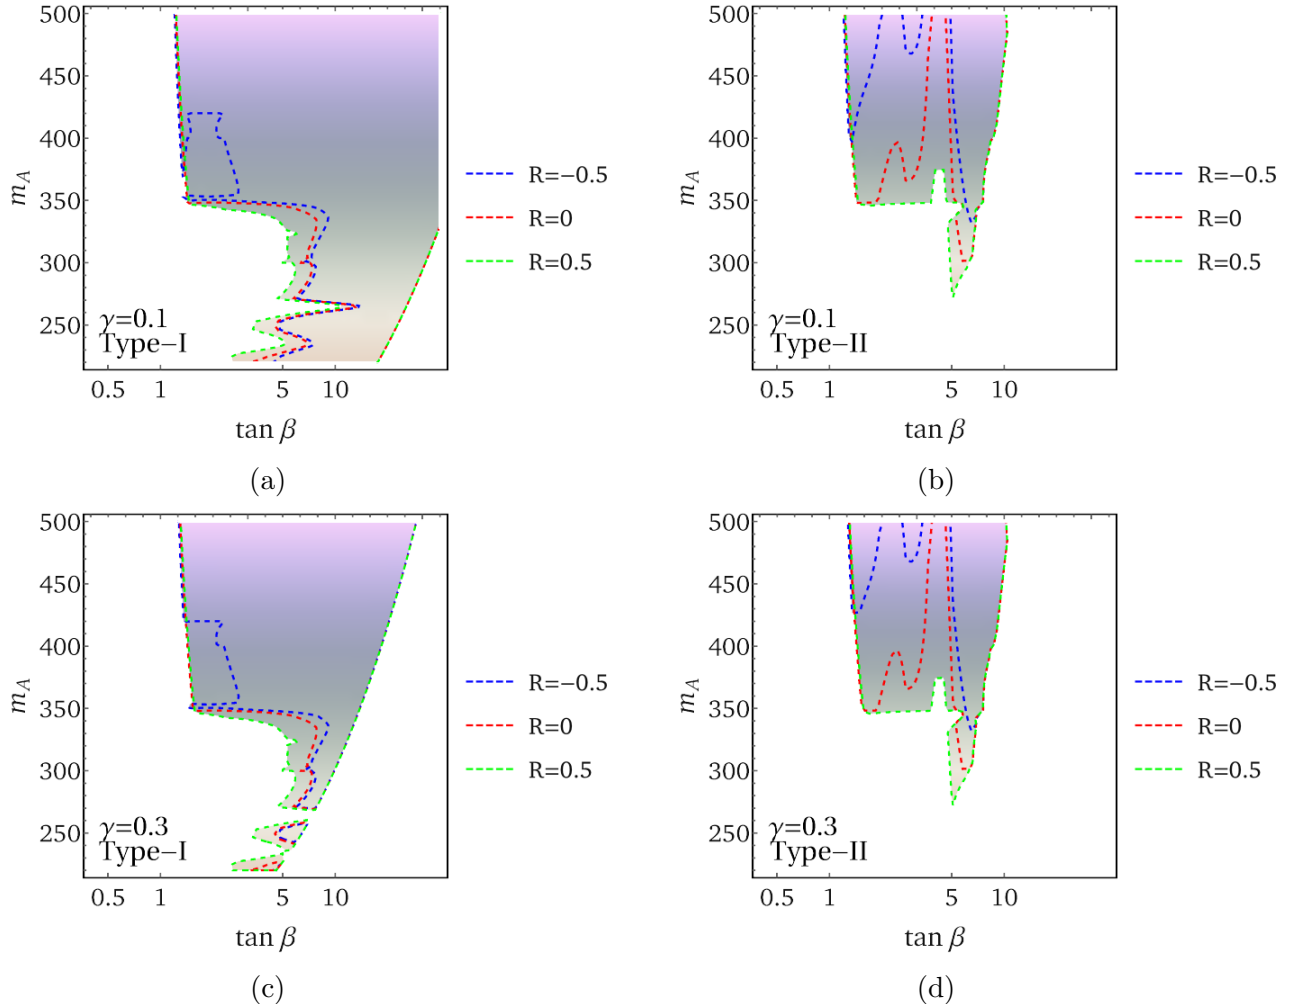 500
450
400
350
300
250
m_A
γ=0.1
Type−I
0.5 1 5 10
tan β
R=−0.5
R=0
R=0.5
(a)
500
450
400
350
300
250
m_A
γ=0.1
Type−II
0.5 1 5 10
tan β
R=−0.5
R=0
R=0.5
(b)
500
450
400
350
300
250
m_A
γ=0.3
Type−I
0.5 1 5 10
tan β
R=−0.5
R=0
R=0.5
(c)
500
450
400
350
300
250
m_A
γ=0.3
Type−II
0.5 1 5 10
tan β
R=−0.5
R=0
R=0.5
(d)